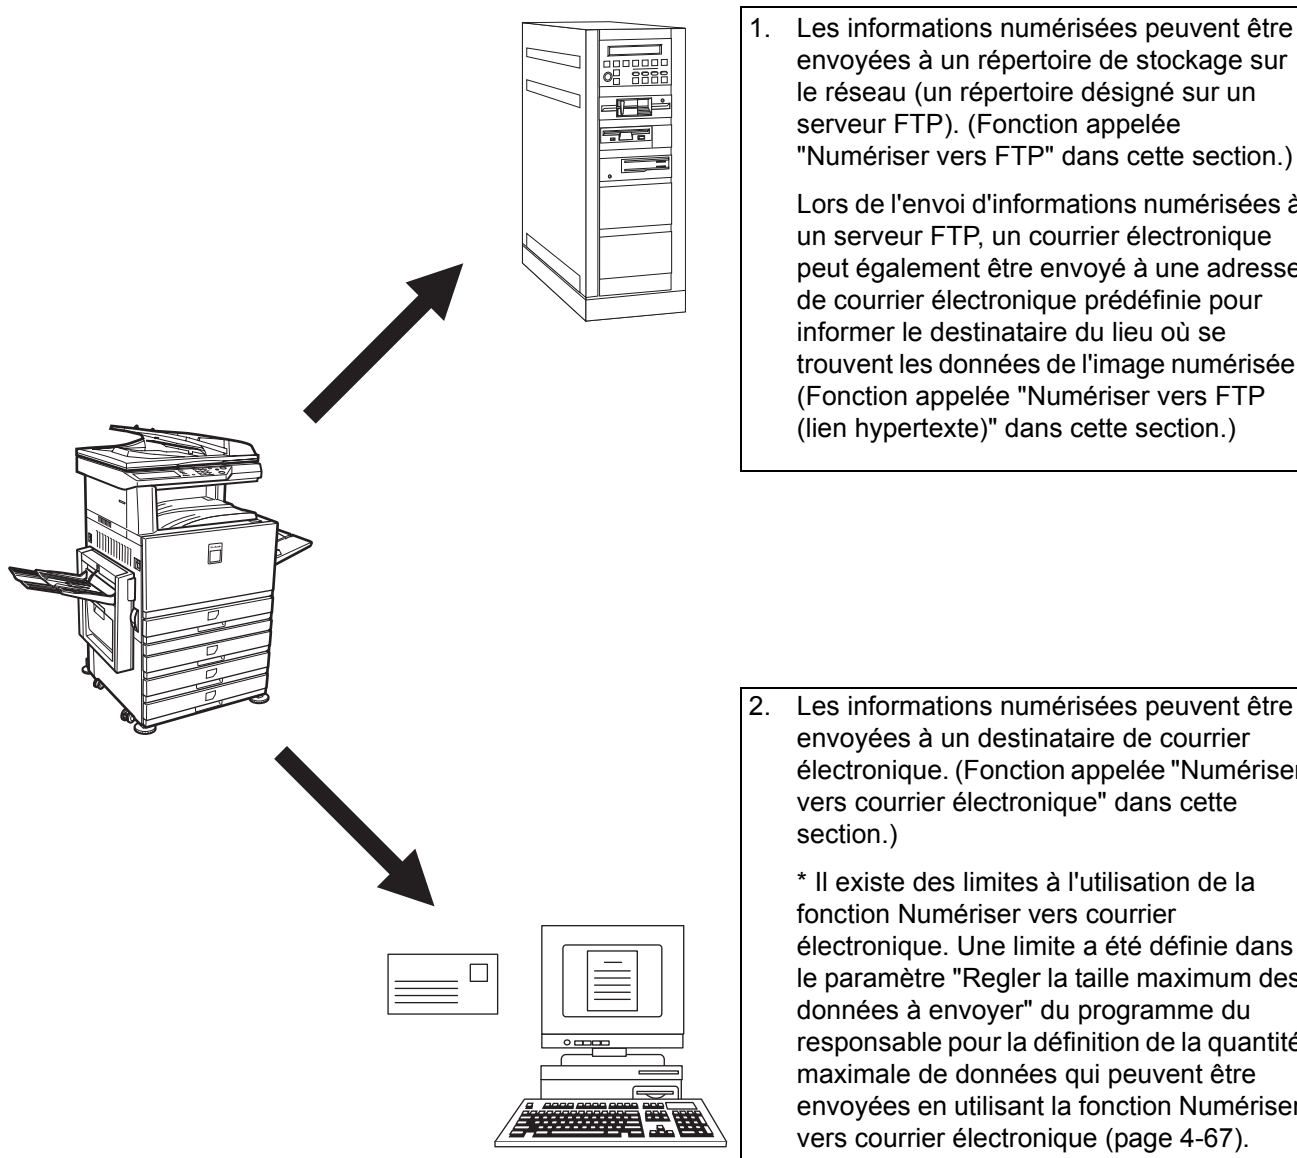 1. Les informations numérisées peuvent être
envoyées à un répertoire de stockage sur
le réseau (un répertoire désigné sur un
serveur FTP). (Fonction appelée
"Numériser vers FTP" dans cette section.)
Lors de l'envoi d'informations numérisées à
un serveur FTP, un courrier électronique
peut également être envoyé à une adresse
de courrier électronique prédéfinie pour
informer le destinataire du lieu où se
trouvent les données de l'image numérisée
(Fonction appelée "Numériser vers FTP
(lien hypertexte)" dans cette section.)
2. Les informations numérisées peuvent être
envoyées à un destinataire de courrier
électronique. (Fonction appelée "Numériser
vers courrier électronique" dans cette
section.)
* Il existe des limites à l'utilisation de la
fonction Numériser vers courrier
électronique. Une limite a été définie dans
le paramètre "Regler la taille maximum des
données à envoyer" du programme du
responsable pour la définition de la quantité
maximale de données qui peuvent être
envoyées en utilisant la fonction Numériser
vers courrier électronique (page 4-67).